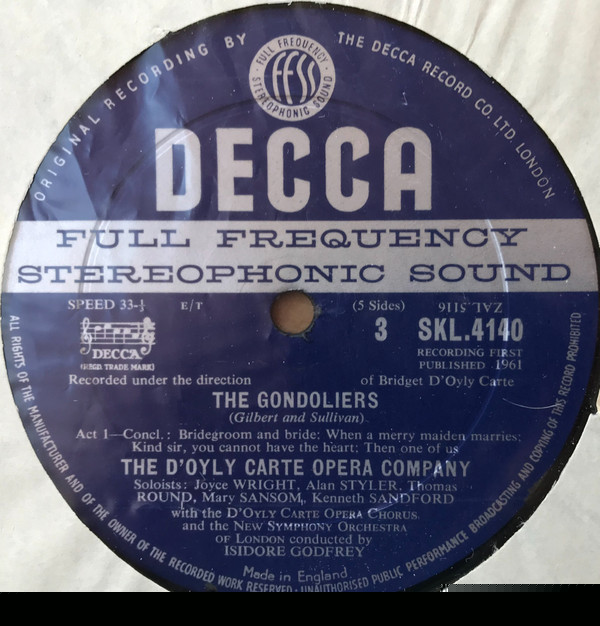 ORIGINAL RECORDING BY THE DECCA RECORD CO. LTD. LONDON
FULL FREQUENCY
ffss
STEREOPHONIC SOUND
DECCA
FULL FREQUENCY
STEREOPHONIC SOUND
SPEED 33-⅓ E/T (5 Sides) ZAL.5116
DECCA 3 SKL.4140
(REGD. TRADE MARK) RECORDING FIRST
PUBLISHED 1961
Recorded under the direction of Bridget D'Oyly Carte
THE GONDOLIERS
(Gilbert and Sullivan)
Act 1—Concl.: Bridegroom and bride; When a merry maiden marries;
Kind sir, you cannot have the heart; Then one of us
THE D'OYLY CARTE OPERA COMPANY
Soloists: Joyce WRIGHT, Alan STYLER, Thomas
ROUND, Mary SANSOM, Kenneth SANDFORD
with the D'OYLY CARTE OPERA CHORUS
and the NEW SYMPHONY ORCHESTRA
OF LONDON conducted by
ISIDORE GODFREY
Made in England
ALL RIGHTS OF THE MANUFACTURER AND OF THE OWNER OF THE RECORDED WORK RESERVED · UNAUTHORISED PUBLIC PERFORMANCE BROADCASTING AND COPYING OF THIS RECORD PROHIBITED